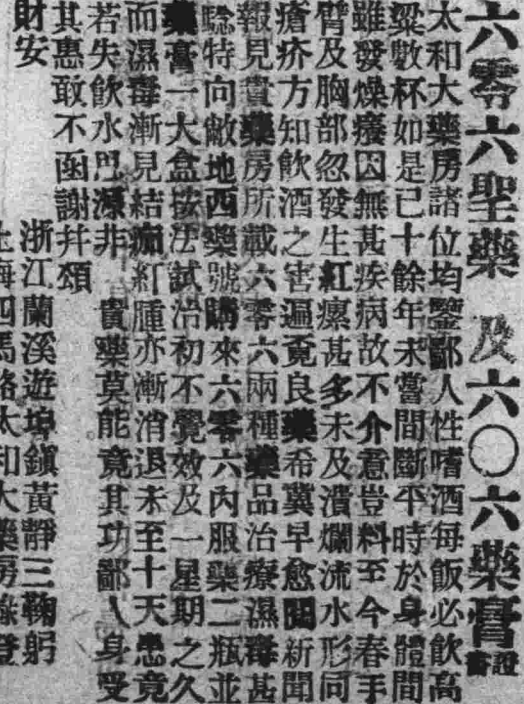 六零六聖藥及六〇六藥膏證書
太和大藥房諸位均鑒鄙人性嗜酒每飯必飲高
粱數杯如是已十餘年未嘗間斷平時於身體間
雖發燥癢因無甚疾病故不介意豈料至今春手
臂及胸部忽發生紅瘰甚多未及潰爛流水形同
瘡疥方知飲酒之害遍覓良藥希冀早愈閱新聞
報見貴藥房所載六零六兩種藥品治療濕毒甚
騐特向敝地西藥號購來六零六內服藥二瓶並
藥膏一大盒按法試治初不覺效及一星期之久
而濕毒漸見結痂紅腫亦漸消退未至十天患竟
若失飲水思源非貴藥莫能竟其功鄙人身受
其惠敢不函謝幷頌
財安
浙江蘭溪遊埠鎮黃靜三鞠躬
上海四馬路太和大藥房謹登